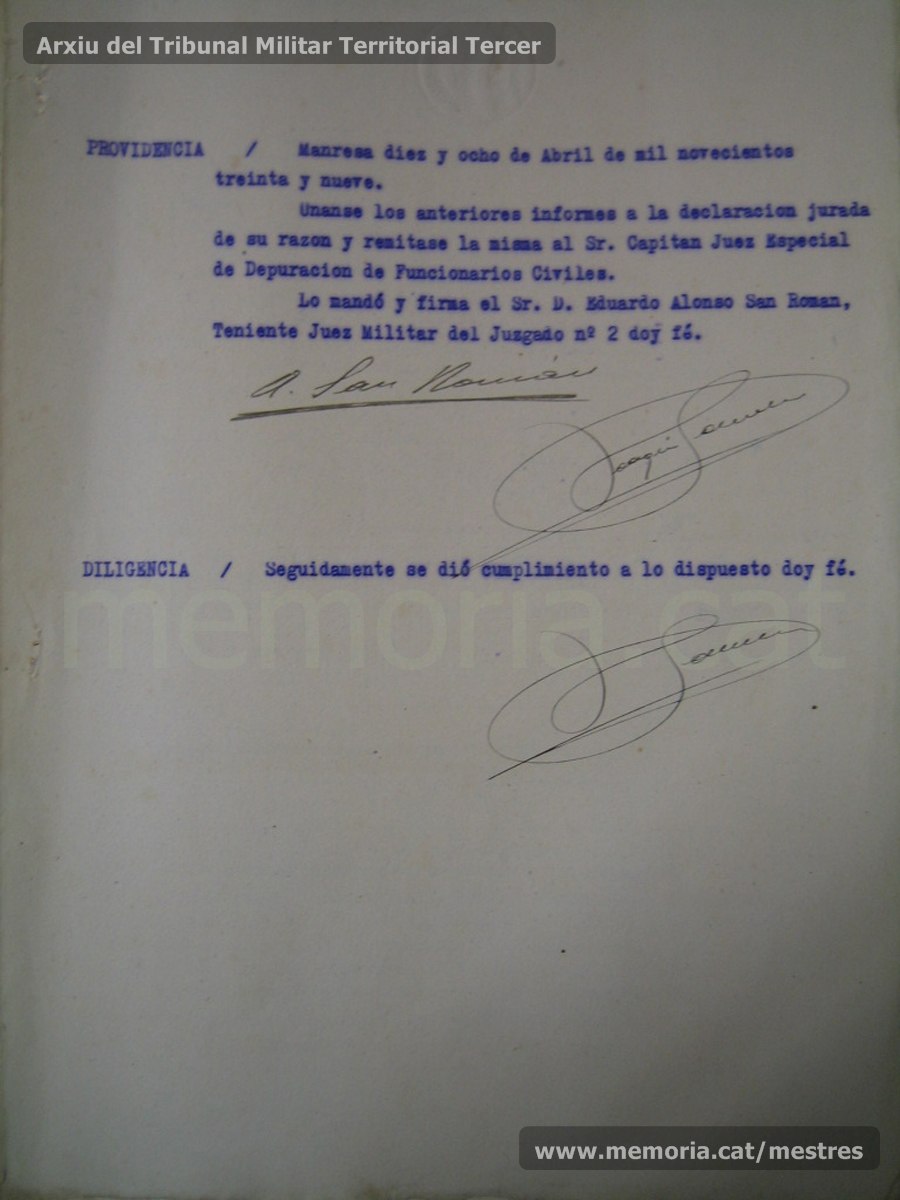 Arxiu del Tribunal Militar Territorial Tercer
PROVIDENCIA / Manresa diez y ocho de Abril de mil novecientos
treinta y nueve.
Unanse los anteriores informes a la declaracion jurada
de su razon y remitase la misma al Sr. Capitan Juez Especial
de Depuracion de Funcionarios Civiles.
Lo mandó y firma el Sr. D. Eduardo Alonso San Roman,
Teniente Juez Militar del Juzgado nº 2 doy fé.
A. San Román
Joaquin
DILIGENCIA / Seguidamente se dió cumplimiento a lo dispuesto doy fé.
memoria.cat
www.memoria.cat/mestres